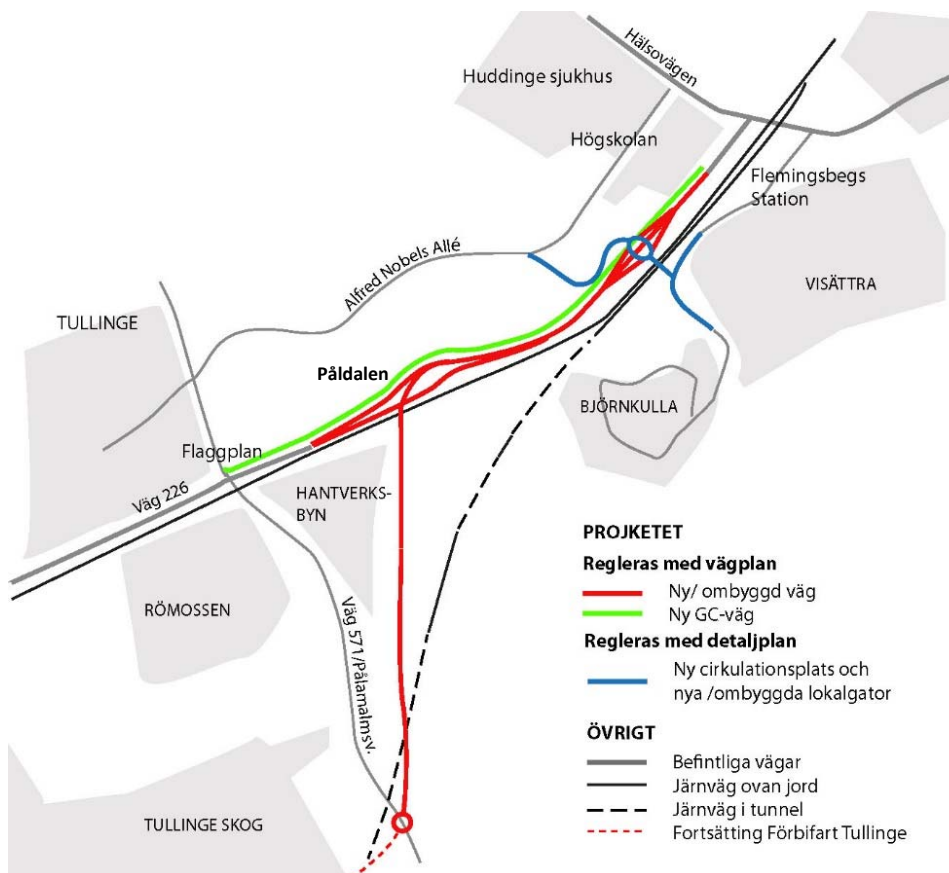 Hälsovägen
Huddinge sjukhus
Högskolan
Flemingsbegs
Station
Alfred Nobels Allé
VISÄTTRA
TULLINGE
Påldalen
BJÖRNKULLA
Flaggplan
Väg 226
HANTVERKS-
BYN
RÖMOSSEN
Väg 571/Pålamalmsv.
TULLINGE SKOG
PROJKETET
Regleras med vägplan
Ny/ ombyggd väg
Ny GC-väg
Regleras med detaljplan
Ny cirkulationsplats och
nya /ombyggda lokalgator
ÖVRIGT
Befintliga vägar
Järnväg ovan jord
Järnväg i tunnel
Fortsätting Förbifart Tullinge